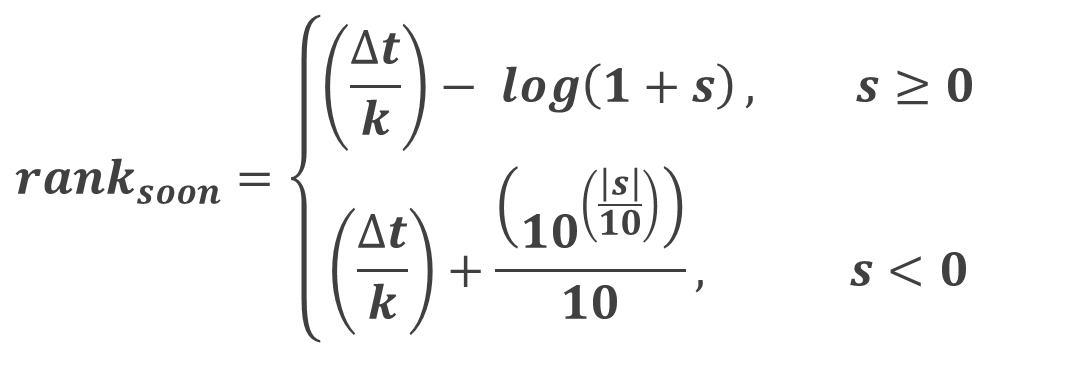 rank_soon = { (Δt/k) − log(1 + s), s ≥ 0
(Δt/k) + (10^(|s|/10))/10, s < 0